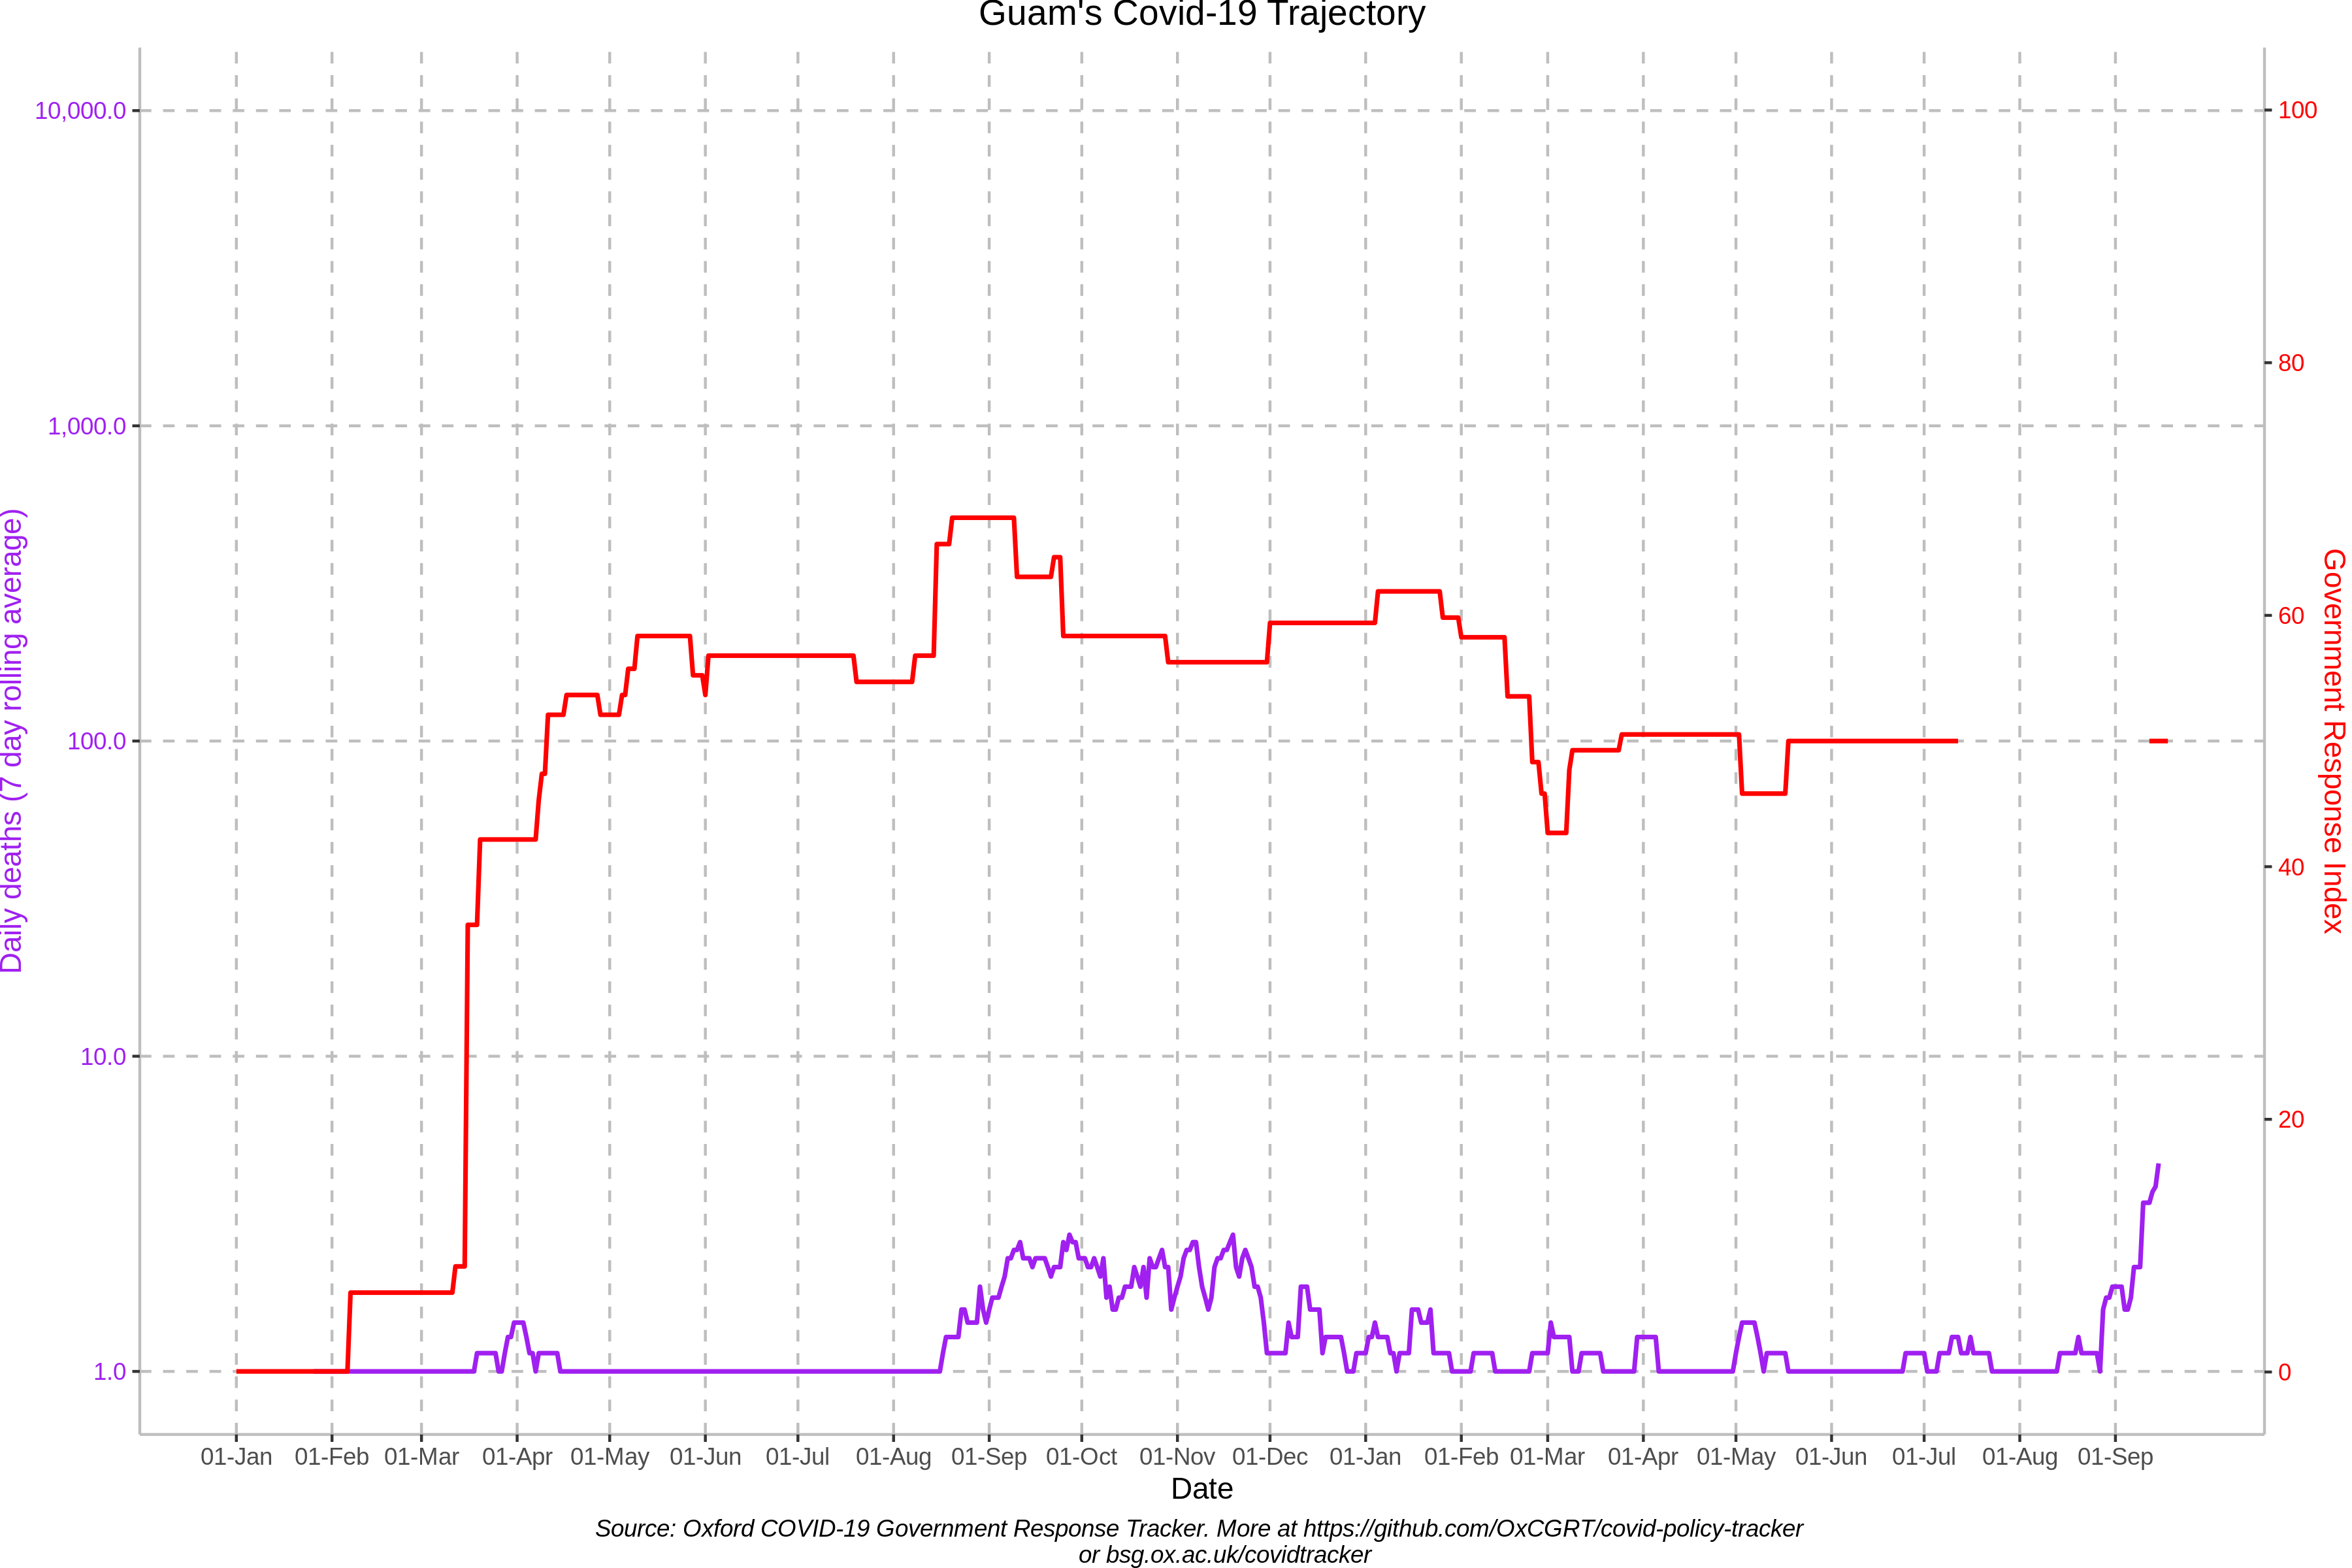 Guam's Covid-19 Trajectory
10,000.0
1,000.0
100.0
10.0
1.0
Daily deaths (7 day rolling average)
100
80
60
40
20
0
Government Response Index
01-Jan 01-Feb 01-Mar 01-Apr 01-May 01-Jun 01-Jul 01-Aug 01-Sep 01-Oct 01-Nov 01-Dec 01-Jan 01-Feb 01-Mar 01-Apr 01-May 01-Jun 01-Jul 01-Aug 01-Sep
Date
Source: Oxford COVID-19 Government Response Tracker. More at https://github.com/OxCGRT/covid-policy-tracker
or bsg.ox.ac.uk/covidtracker